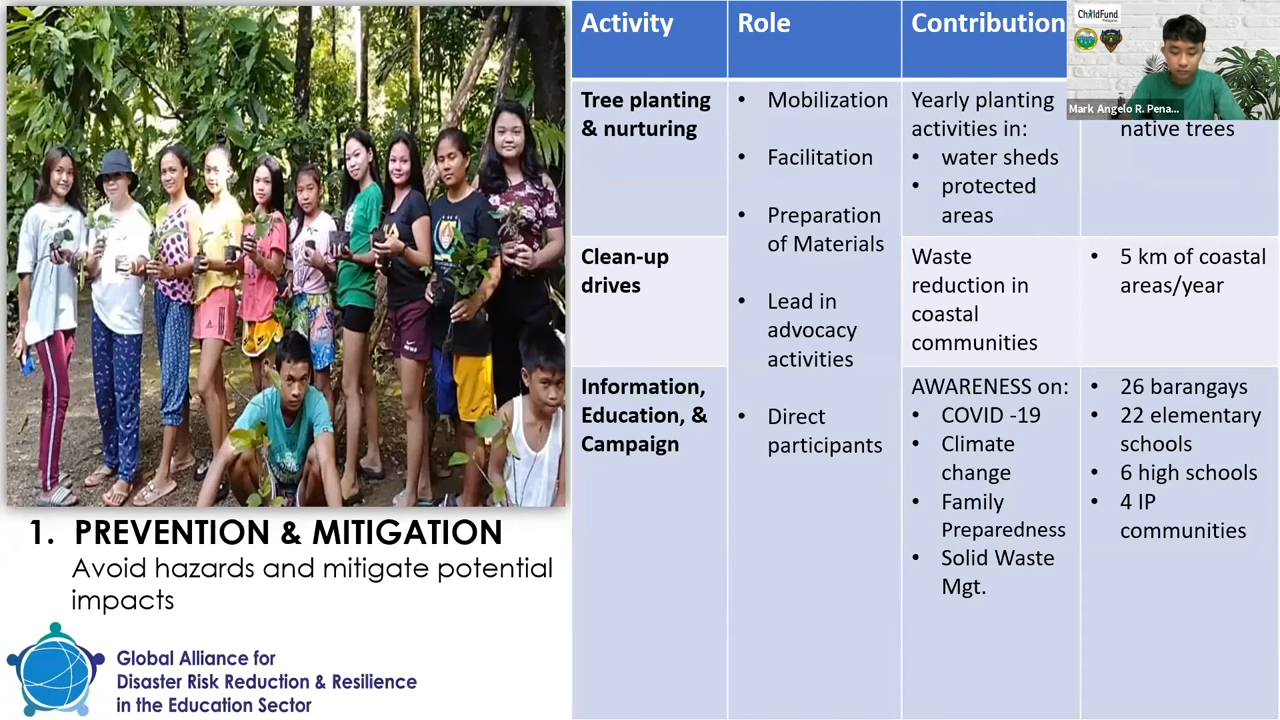 Activity
Role
Contribution
ChildFund
Mark Angelo R. Pena...
Tree planting
& nurturing
• Mobilization
• Facilitation
• Preparation
of Materials
• Lead in
advocacy
activities
• Direct
participants
Yearly planting
activities in:
• water sheds
• protected
areas
native trees
Clean-up
drives
Waste
reduction in
coastal
communities
• 5 km of coastal
areas/year
Information,
Education, &
Campaign
AWARENESS on:
• COVID -19
• Climate
change
• Family
Preparedness
• Solid Waste
Mgt.
• 26 barangays
• 22 elementary
schools
• 6 high schools
• 4 IP
communities
1. PREVENTION & MITIGATION
Avoid hazards and mitigate potential
impacts
Global Alliance for
Disaster Risk Reduction & Resilience
in the Education Sector